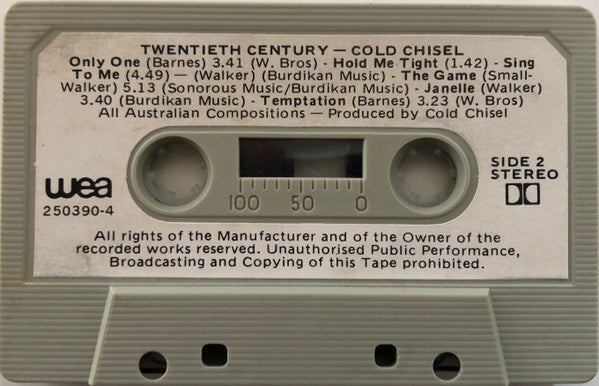 TWENTIETH CENTURY — COLD CHISEL
Only One (Barnes) 3.41 (W. Bros) - Hold Me Tight (1.42) - Sing
To Me (4.49) — (Walker) (Burdikan Music) - The Game (Small-
Walker) 5.13 (Sonorous Music/Burdikan Music) - Janelle (Walker)
3.40 (Burdikan Music) - Temptation (Barnes) 3.23 (W. Bros)
All Australian Compositions — Produced by Cold Chisel
SIDE 2
STEREO
wea
250390-4
100 50 0
All rights of the Manufacturer and of the Owner of the
recorded works reserved. Unauthorised Public Performance,
Broadcasting and Copying of this Tape prohibited.